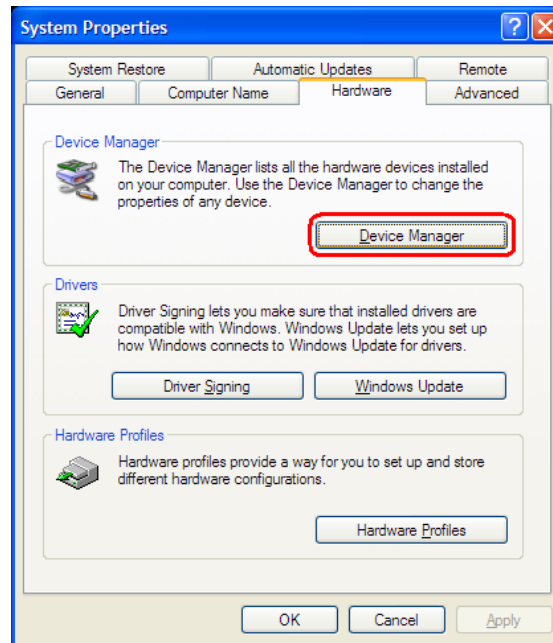 System Properties
System Restore Automatic Updates Remote
General Computer Name Hardware Advanced
Device Manager
The Device Manager lists all the hardware devices installed
on your computer. Use the Device Manager to change the
properties of any device.
Device Manager
Drivers
Driver Signing lets you make sure that installed drivers are
compatible with Windows. Windows Update lets you set up
how Windows connects to Windows Update for drivers.
Driver Signing Windows Update
Hardware Profiles
Hardware profiles provide a way for you to set up and store
different hardware configurations.
Hardware Profiles
OK Cancel Apply